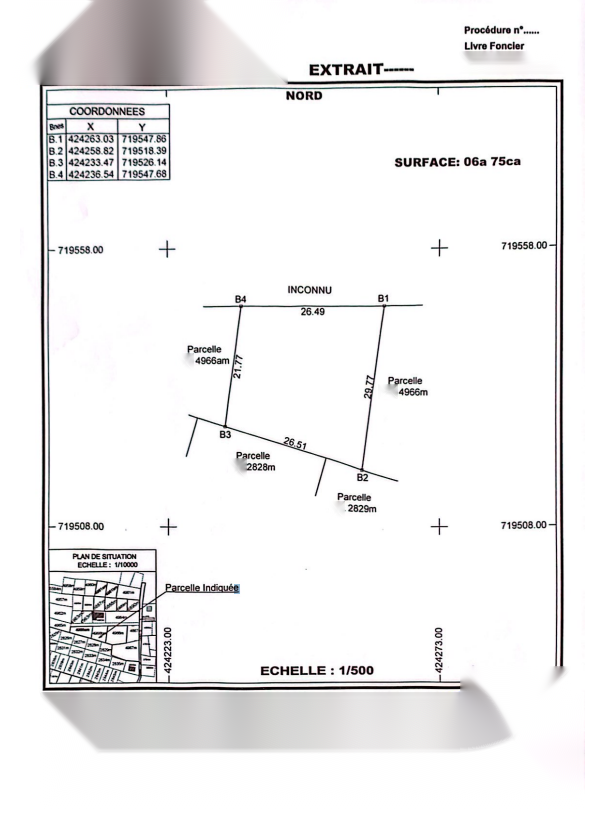 Procédure n°......
Livre Foncier
EXTRAIT------
NORD
COORDONNEES
Bnes X Y
B.1 424263.03 719547.86
B.2 424258.82 719518.39
B.3 424233.47 719526.14
B.4 424236.54 719547.68
SURFACE: 06a 75ca
719558.00
719558.00
INCONNU
B4
B1
26.49
Parcelle
4966am
21.77
29.77
Parcelle
4966m
B3
26.51
B2
Parcelle
2828m
Parcelle
2829m
719508.00
719508.00
PLAN DE SITUATION
ECHELLE : 1/10000
Parcelle Indiquée
424223.00
424273.00
ECHELLE : 1/500